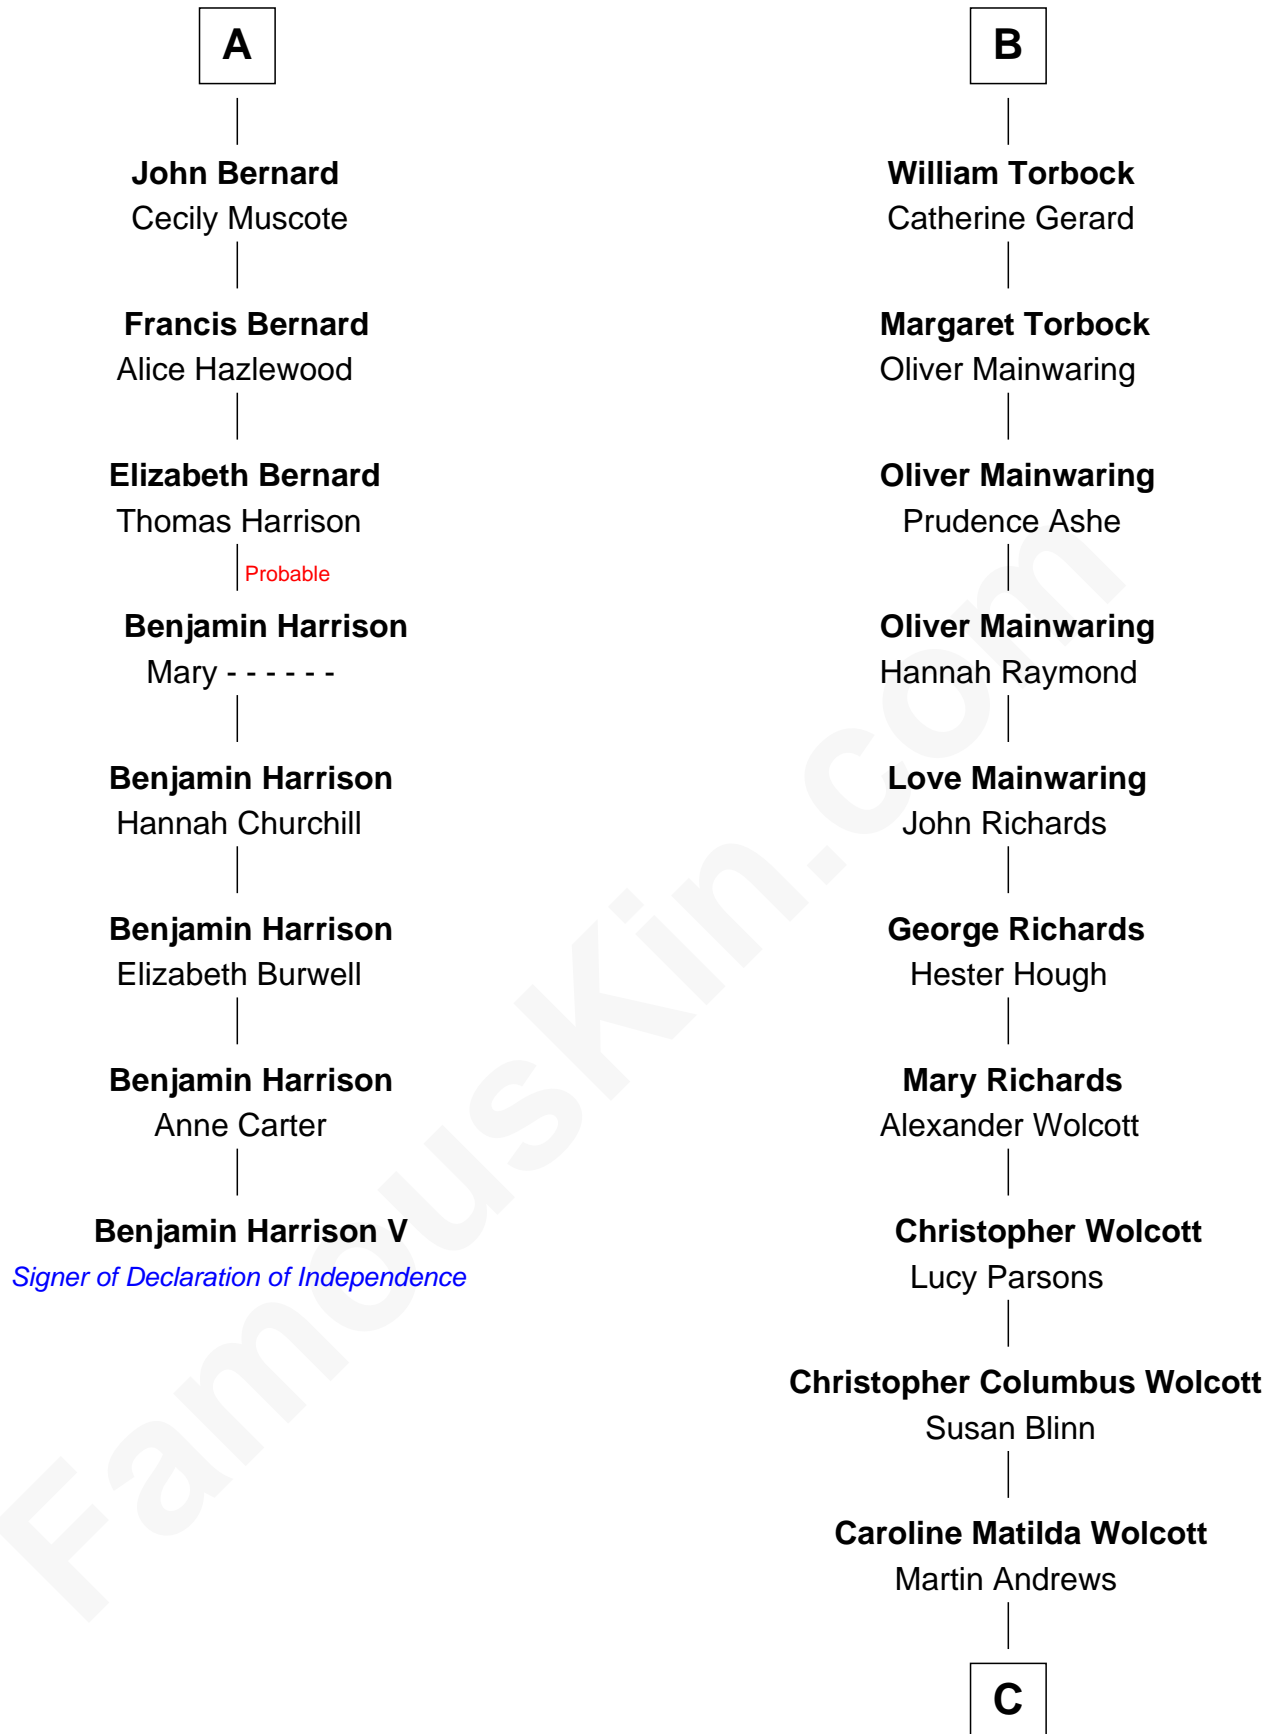 A
John Bernard
Cecily Muscote
Francis Bernard
Alice Hazlewood
Elizabeth Bernard
Thomas Harrison
Probable
Benjamin Harrison
Mary - - - - - -
Benjamin Harrison
Hannah Churchill
Benjamin Harrison
Elizabeth Burwell
Benjamin Harrison
Anne Carter
Benjamin Harrison V
Signer of Declaration of Independence
B
William Torbock
Catherine Gerard
Margaret Torbock
Oliver Mainwaring
Oliver Mainwaring
Prudence Ashe
Oliver Mainwaring
Hannah Raymond
Love Mainwaring
John Richards
George Richards
Hester Hough
Mary Richards
Alexander Wolcott
Christopher Wolcott
Lucy Parsons
Christopher Columbus Wolcott
Susan Blinn
Caroline Matilda Wolcott
Martin Andrews
C
FamousKin.com